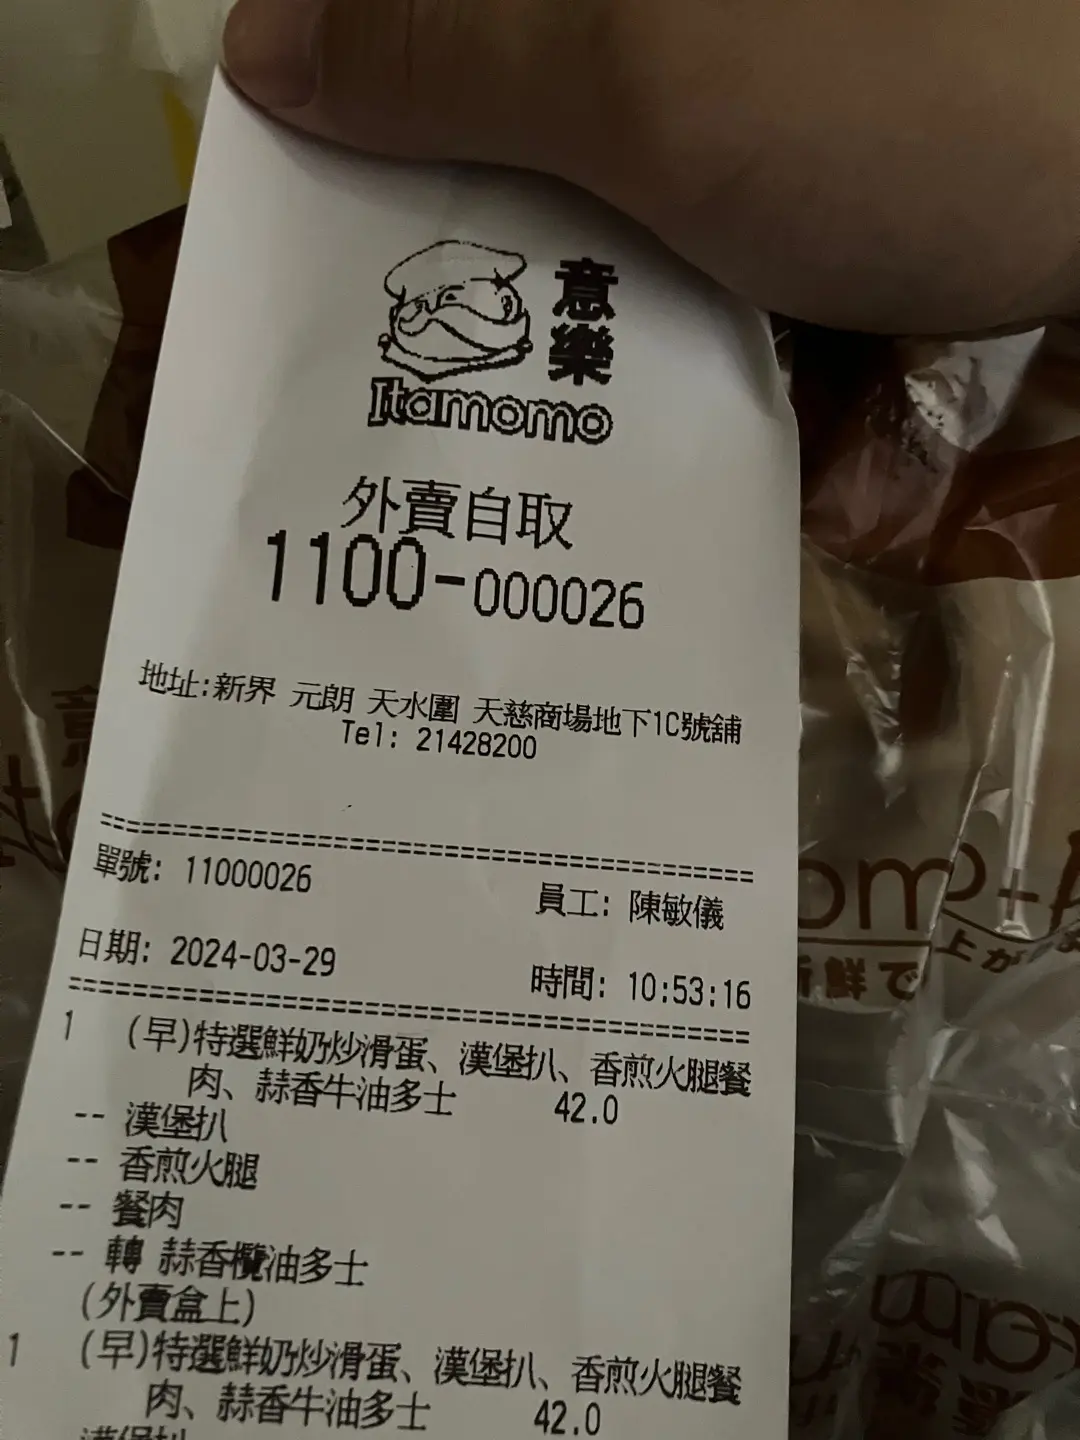 意樂
Itamomo
外賣自取
1100-000026
地址:新界 元朗 天水圍 天慈商場地下1C號舖
Tel: 21428200
單號: 11000026
員工: 陳敏儀
日期: 2024-03-29
時間: 10:53:16
1 (早)特選鮮奶炒滑蛋、漢堡扒、香煎火腿餐
肉、蒜香牛油多士 42.0
-- 漢堡扒
-- 香煎火腿
-- 餐肉
-- 轉 蒜香欖油多士
(外賣盒上)
1 (早)特選鮮奶炒滑蛋、漢堡扒、香煎火腿餐
肉、蒜香牛油多士 42.0
漢堡扒